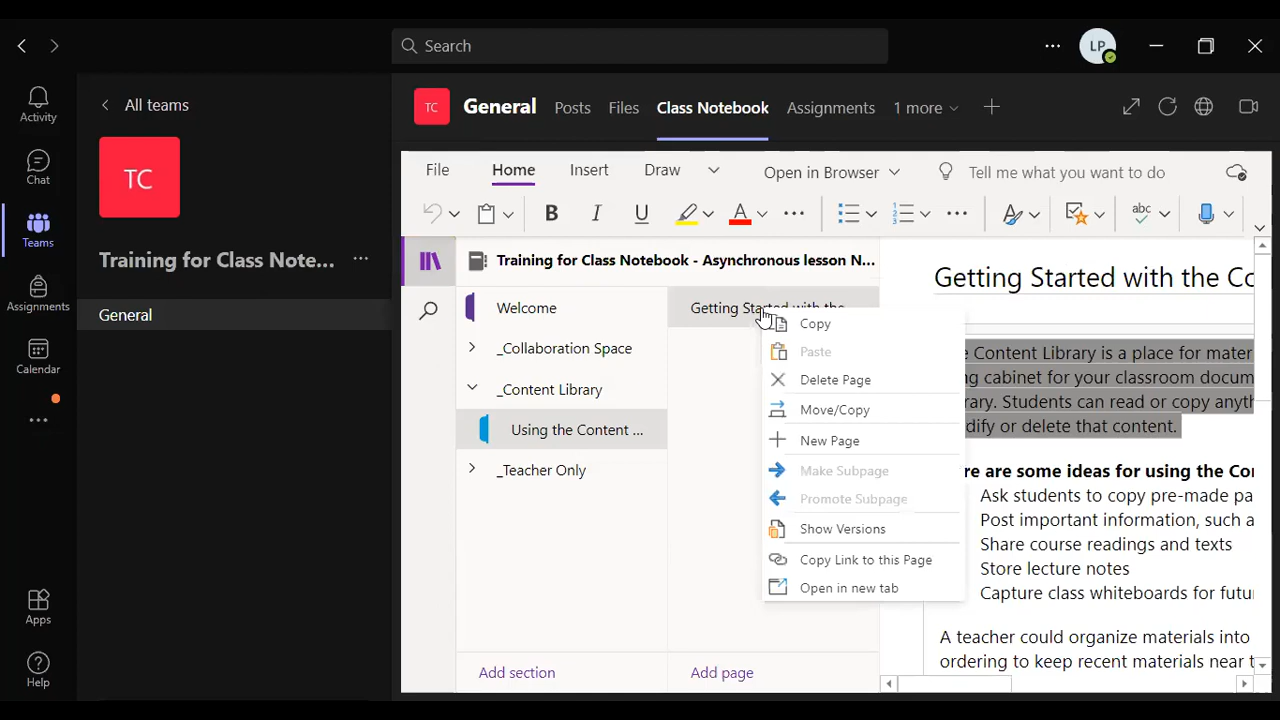 Search
LP
Activity
Chat
Teams
Assignments
Calendar
Apps
Help
All teams
TC
Training for Class Note...
General
TC
General
Posts
Files
Class Notebook
Assignments
1 more
File
Home
Insert
Draw
Open in Browser
Tell me what you want to do
B I U A
abc
Training for Class Notebook - Asynchronous lesson N...
Welcome
_Collaboration Space
_Content Library
Using the Content ...
_Teacher Only
Add section
Getting Started with the
Add page
Copy
Paste
Delete Page
Move/Copy
New Page
Make Subpage
Promote Subpage
Show Versions
Copy Link to this Page
Open in new tab
Getting Started with the Co
e Content Library is a place for mater
ng cabinet for your classroom docum
rary. Students can read or copy anyth
dify or delete that content.
re are some ideas for using the Con
Ask students to copy pre-made pa
Post important information, such a
Share course readings and texts
Store lecture notes
Capture class whiteboards for futu
A teacher could organize materials into
ordering to keep recent materials near t